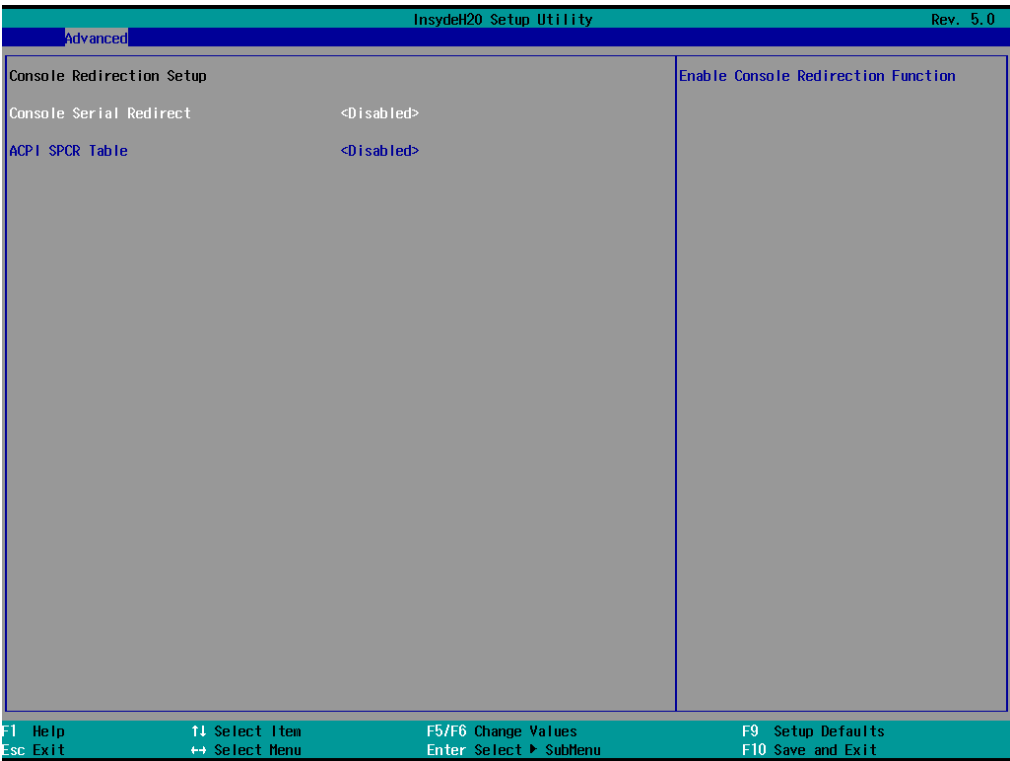 InsydeH20 Setup Utility Rev. 5.0
Advanced
Console Redirection Setup
Enable Console Redirection Function
Console Serial Redirect <Disabled>
ACPI SPCR Table <Disabled>
F1 Help ↑↓ Select Item F5/F6 Change Values F9 Setup Defaults
Esc Exit ↔ Select Menu Enter Select ▶ SubMenu F10 Save and Exit